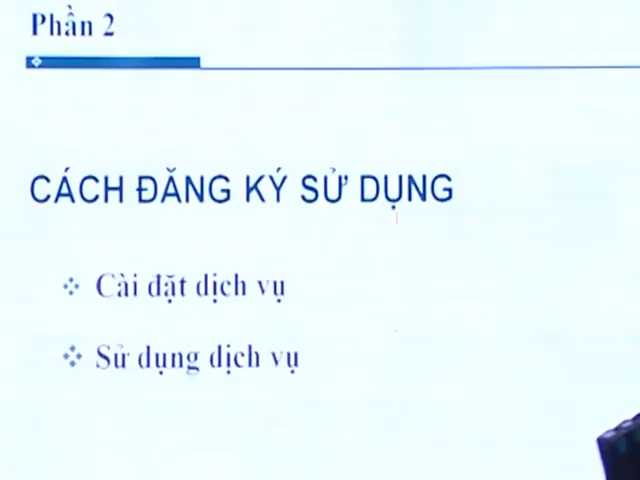 Phần 2
CÁCH ĐĂNG KÝ SỬ DỤNG
Cài đặt dịch vụ
Sử dụng dịch vụ